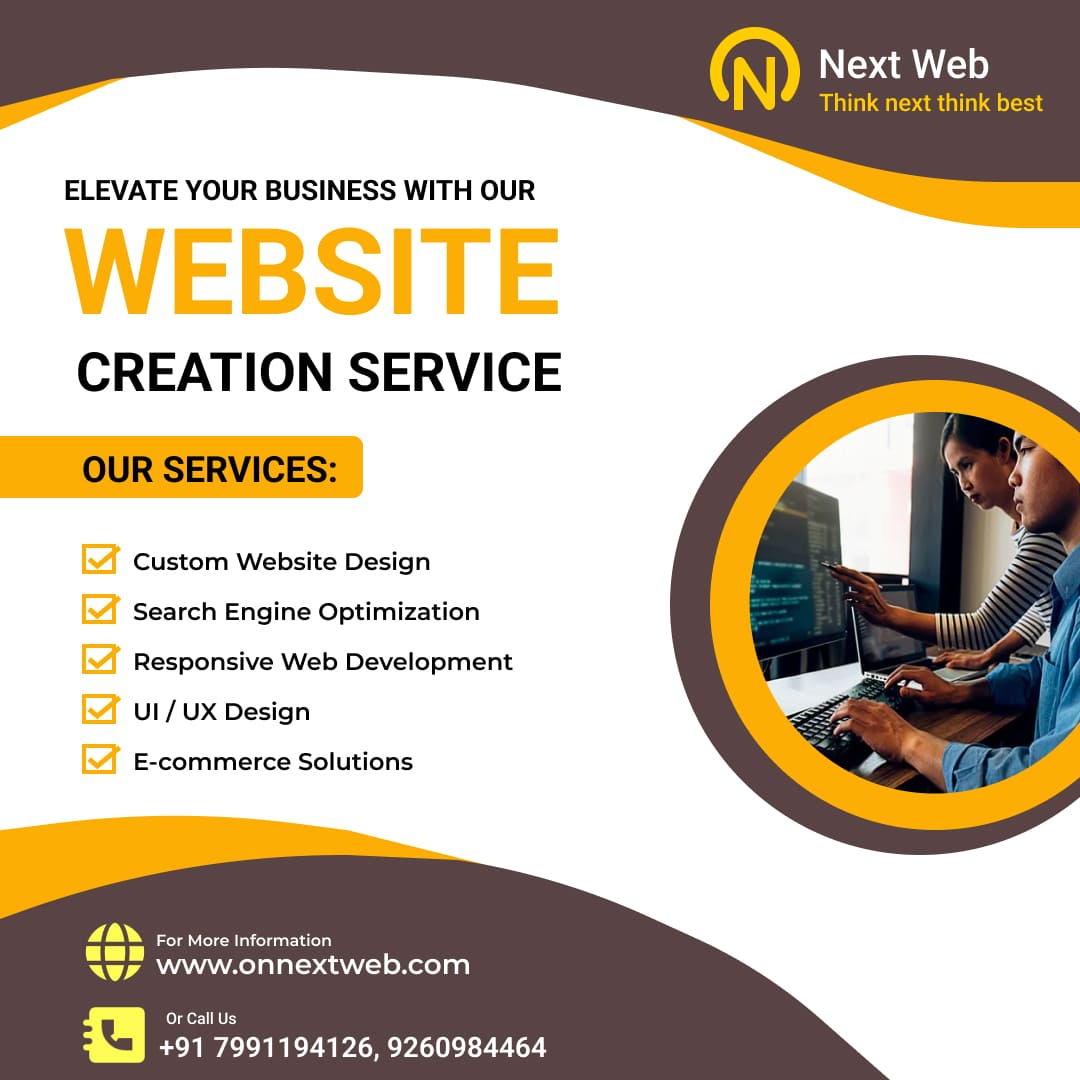 Next Web
Think next think best
ELEVATE YOUR BUSINESS WITH OUR
WEBSITE
CREATION SERVICE
OUR SERVICES:
Custom Website Design
Search Engine Optimization
Responsive Web Development
UI / UX Design
E-commerce Solutions
For More Information
www.onnextweb.com
Or Call Us
+91 7991194126, 9260984464